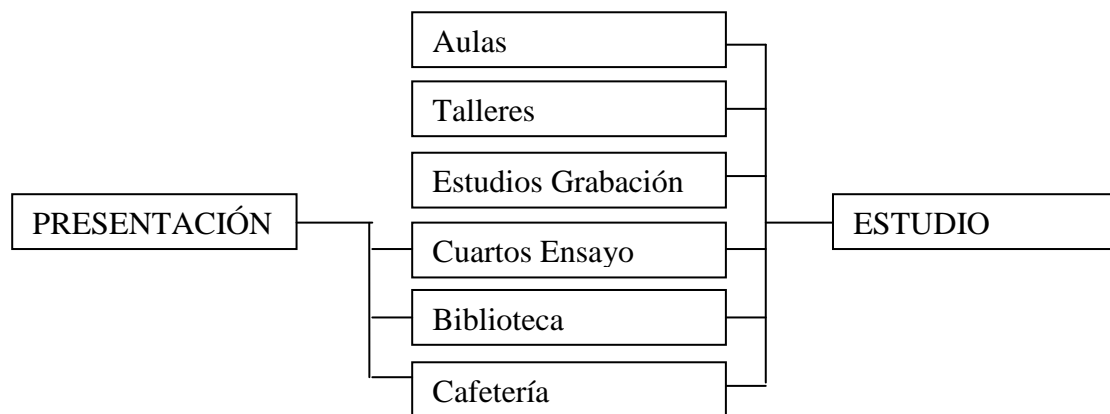 Aulas
Talleres
Estudios Grabación
PRESENTACIÓN
ESTUDIO
Cuartos Ensayo
Biblioteca
Cafetería